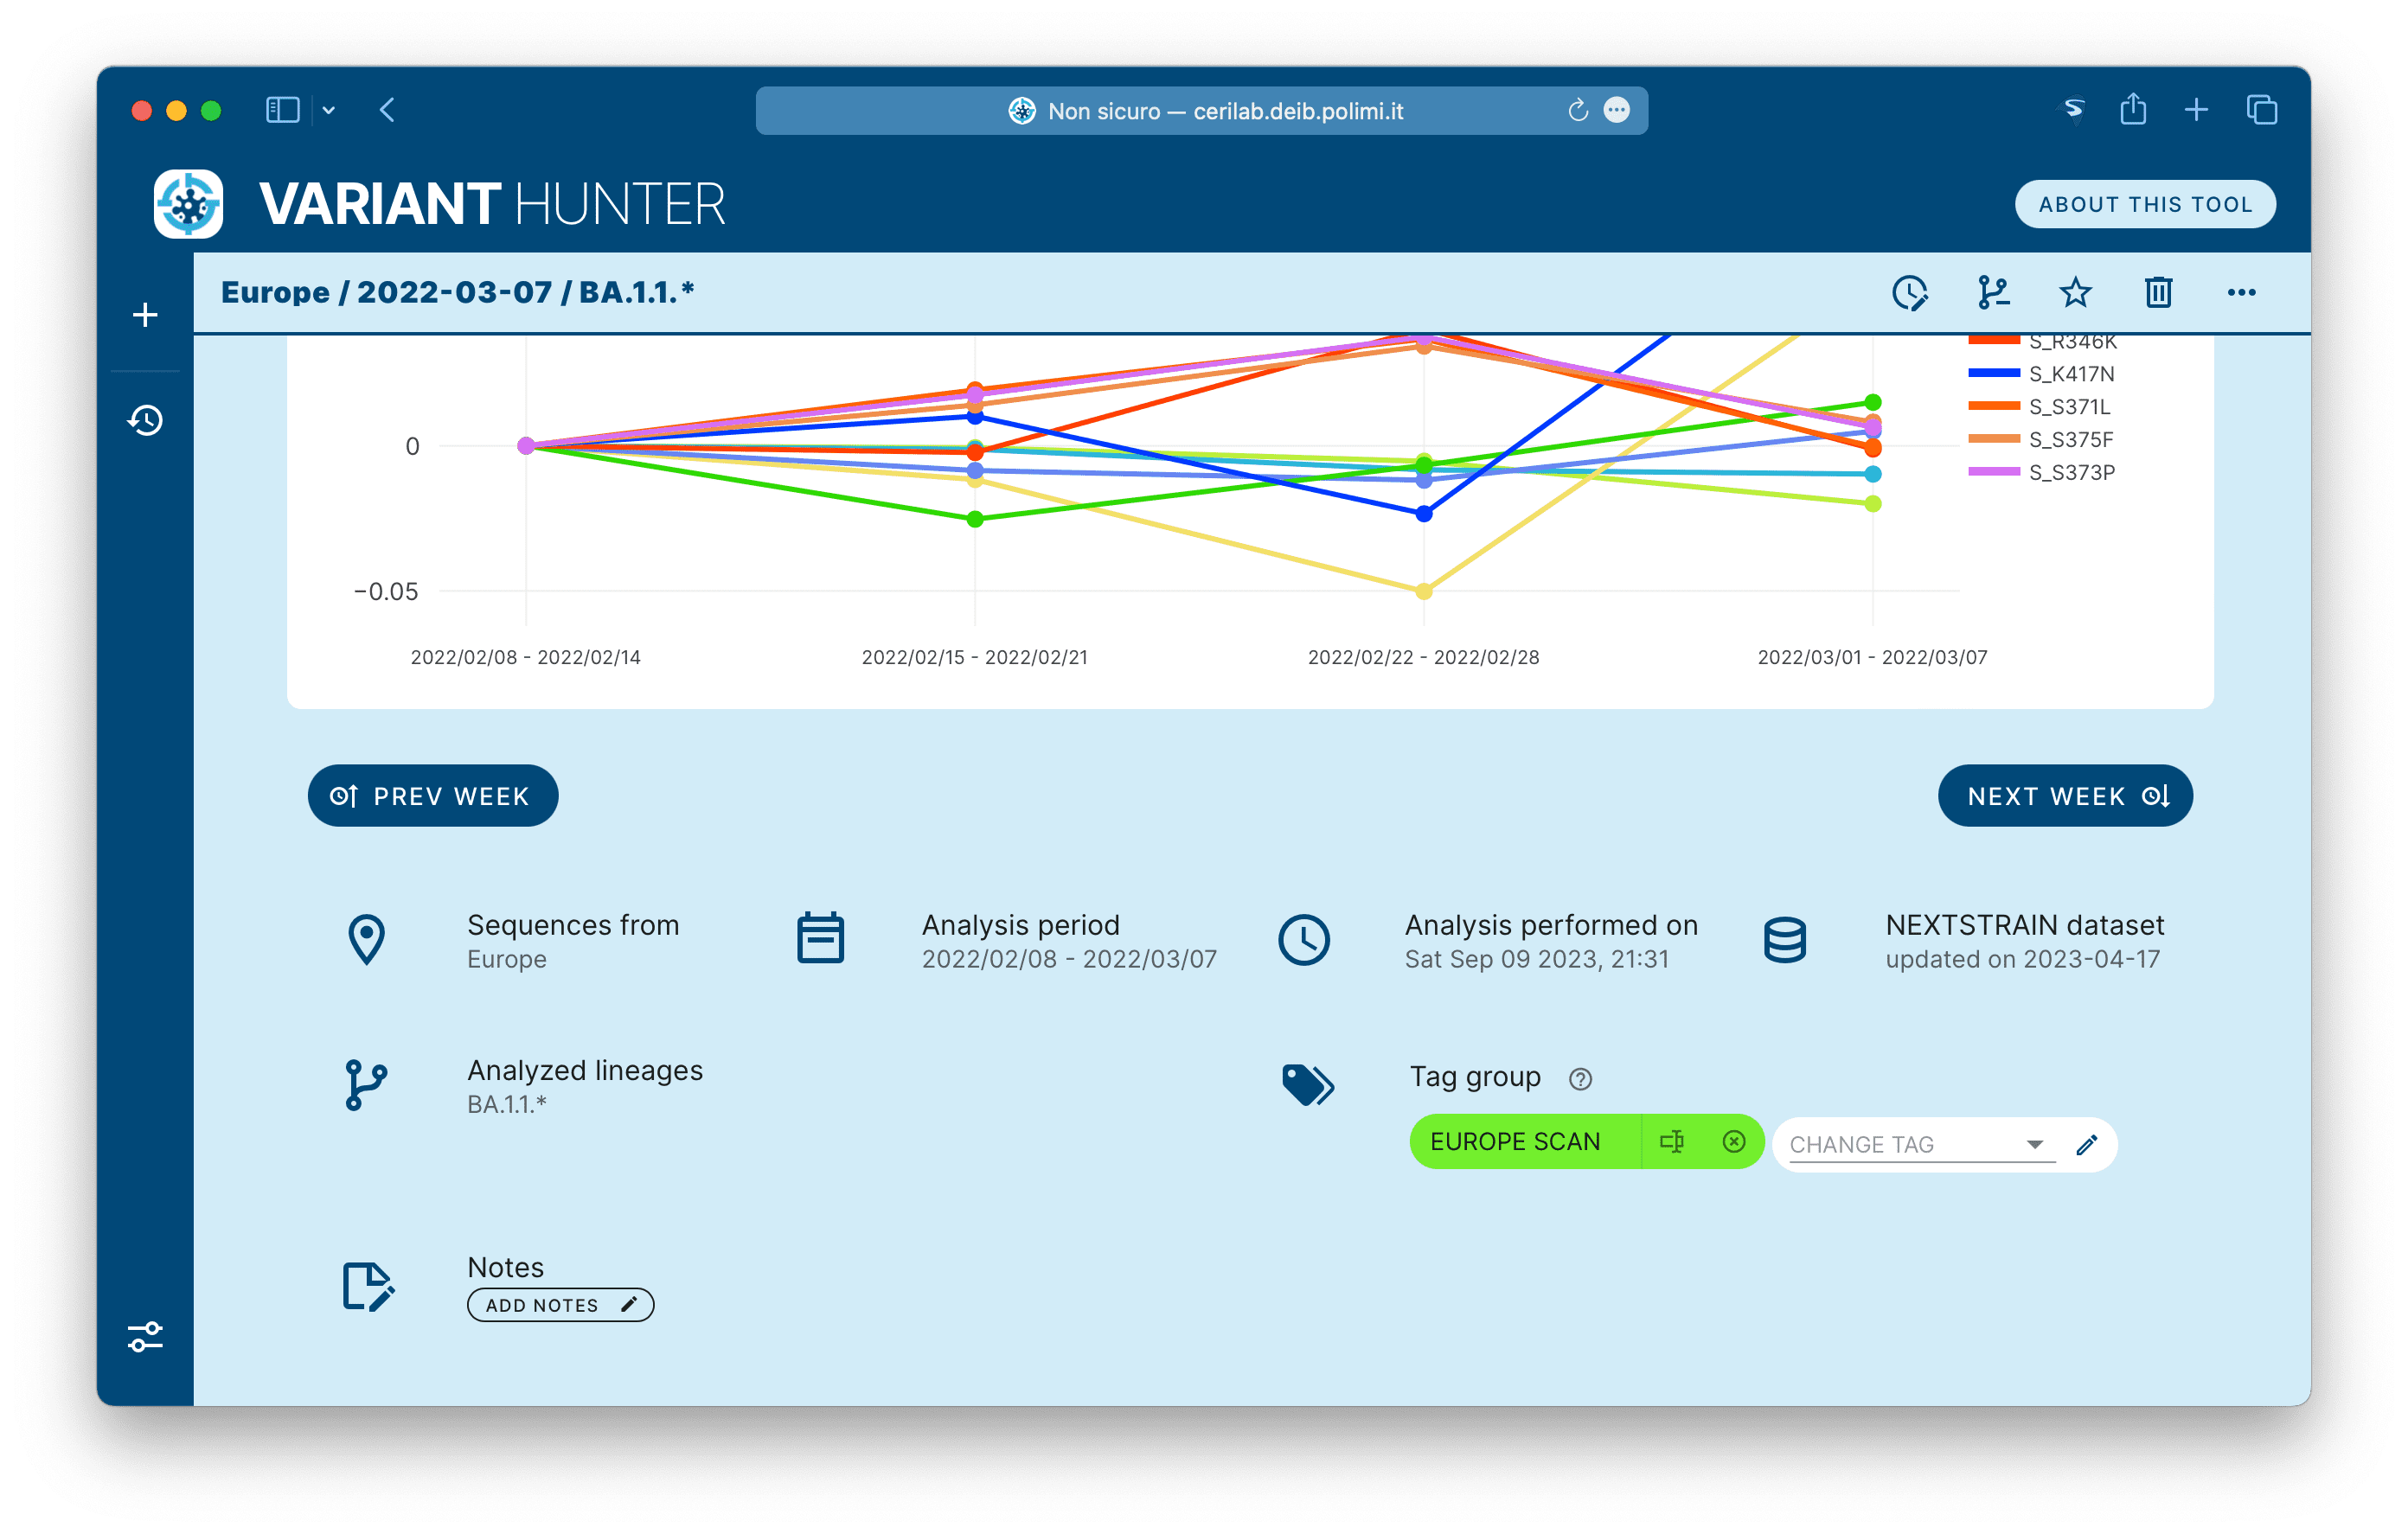 Non sicuro — cerilab.deib.polimi.it
VARIANT HUNTER
ABOUT THIS TOOL
Europe / 2022-03-07 / BA.1.1.*
S_R346K
S_K417N
S_S371L
S_S375F
S_S373P
0
−0.05
2022/02/08 - 2022/02/14
2022/02/15 - 2022/02/21
2022/02/22 - 2022/02/28
2022/03/01 - 2022/03/07
PREV WEEK
NEXT WEEK
Sequences from
Europe
Analysis period
2022/02/08 - 2022/03/07
Analysis performed on
Sat Sep 09 2023, 21:31
NEXTSTRAIN dataset
updated on 2023-04-17
Analyzed lineages
BA.1.1.*
Tag group
EUROPE SCAN
CHANGE TAG
Notes
ADD NOTES